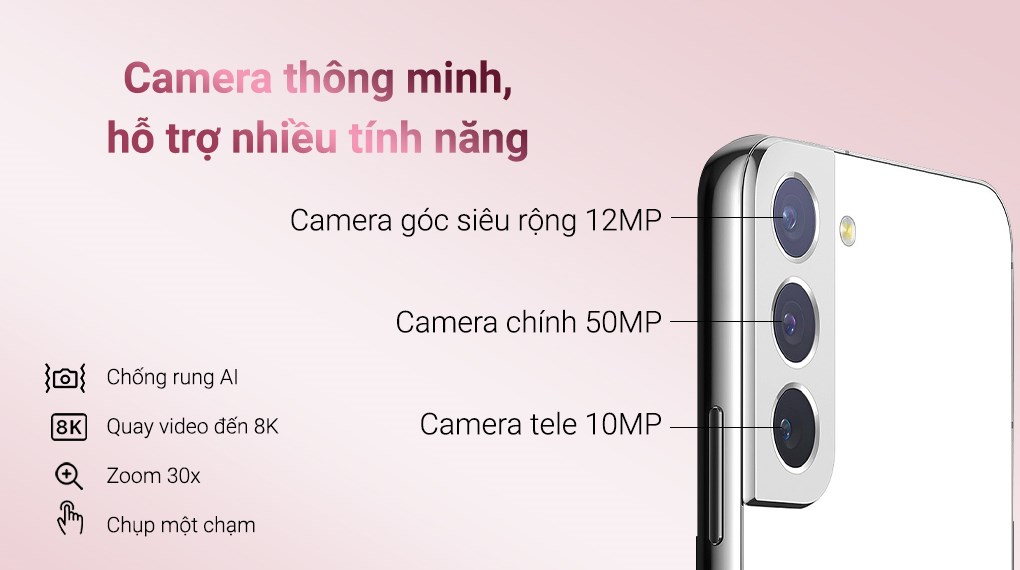 Camera thông minh,
hỗ trợ nhiều tính năng
Camera góc siêu rộng 12MP
Camera chính 50MP
Camera tele 10MP
Chống rung AI
8K Quay video đến 8K
Zoom 30x
Chụp một chạm